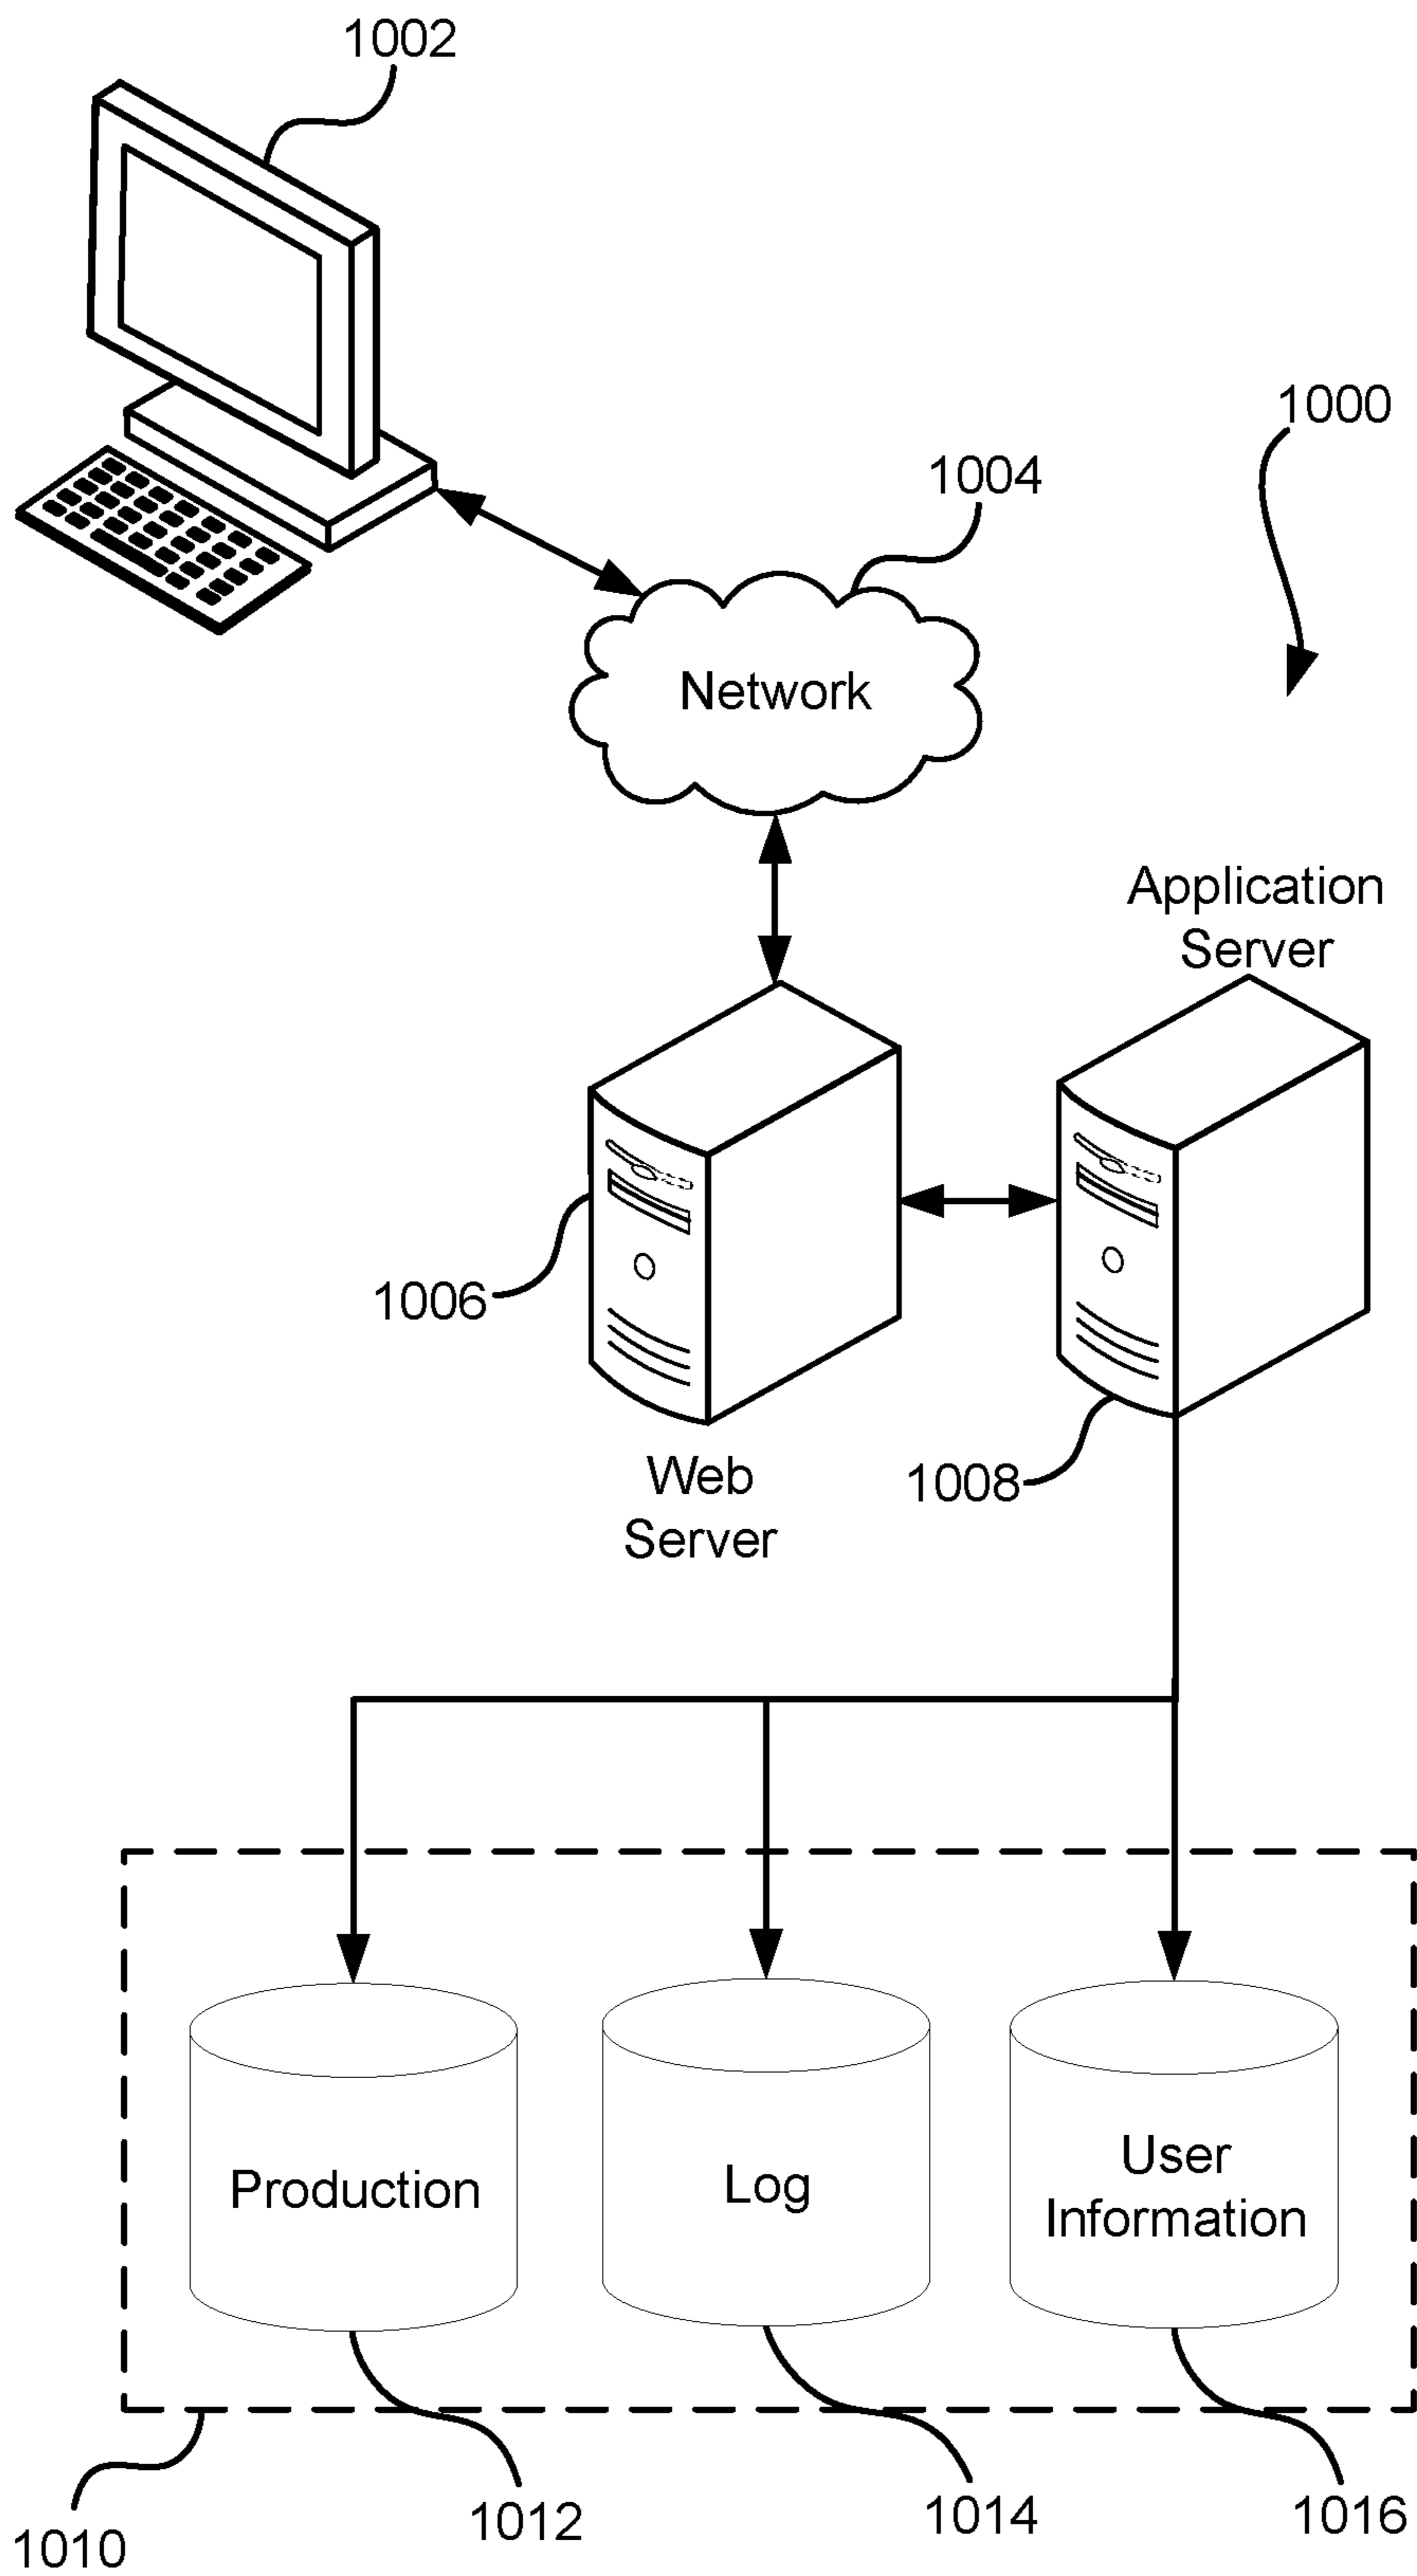 1002
1000
1004
Network
Application
Server
1006
Web
Server
1008
Production
Log
User
Information
1010
1012
1014
1016